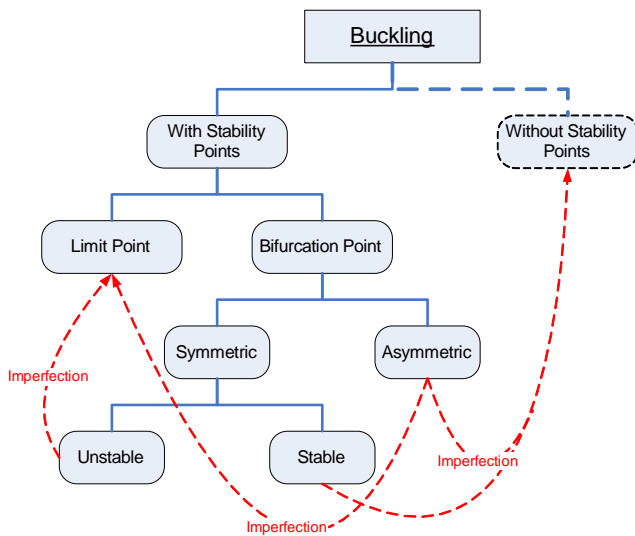 Buckling
With Stability
Points
Without Stability
Points
Limit Point
Bifurcation Point
Symmetric
Asymmetric
Imperfection
Unstable
Stable
Imperfection
Imperfection